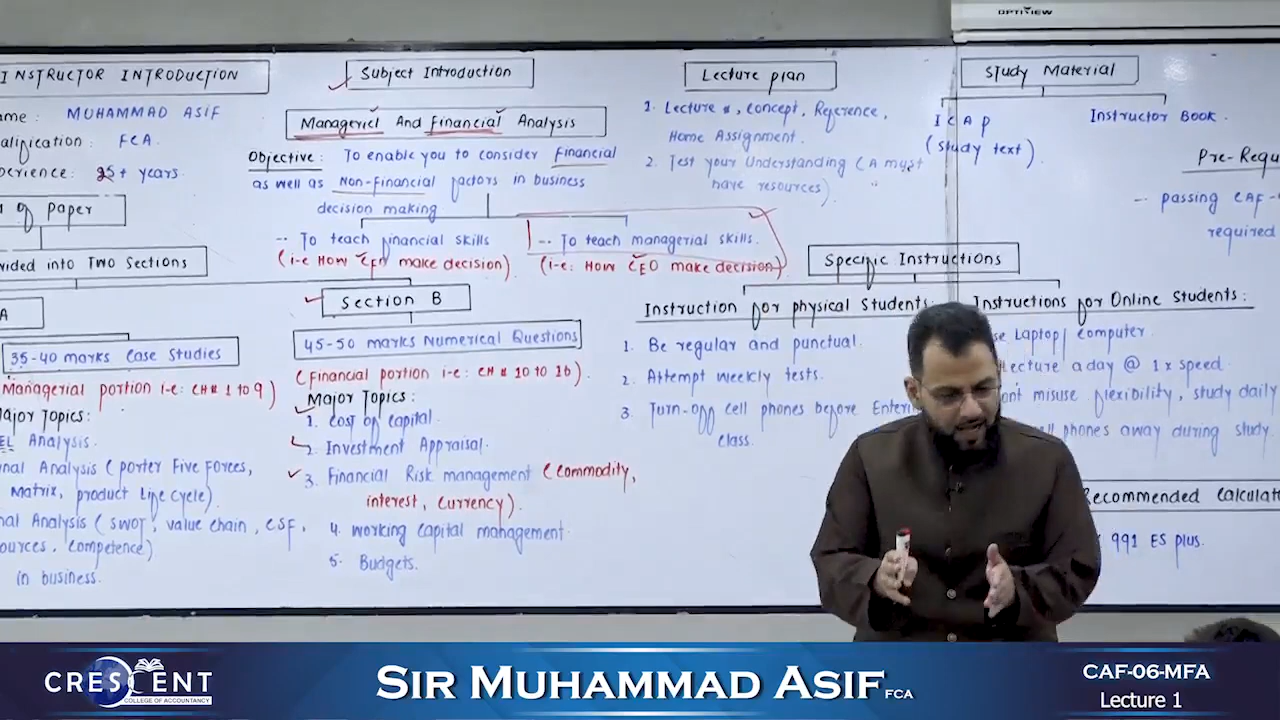 OPTIVIEW
INSTRUCTOR INTRODUCTION
ame : MUHAMMAD ASIF
alification : FCA.
perience: 25+ years.
of paper
vided into Two Sections
A
35-40 marks Case Studies
Managerial portion i-e: CH# 1 to 9)
ajor Topics:
EL Analysis.
nal Analysis (porter Five Forces,
Matrix, product Life cycle).
nal Analysis (SWOT, value chain, CSF,
ources, competence)
in business.
Subject Introduction
Managerial And Financial Analysis
Objective: To enable you to consider Financial
as well as Non-Financial factors in business
decision making
-- To teach financial skills
(i-e How CFO make decision).
-- To teach managerial skills.
(i-e: How CEO make decision)
Section B
45-50 marks Numerical Questions
(Financial portion i-e: CH# 10 to 16).
Major Topics:
1. Cost of capital.
2. Investment Appraisal.
3. Financial Risk management (Commodity,
interest, currency).
4. Working capital management.
5. Budgets.
Lecture plan
1. Lecture #, concept, Reference,
Home Assignment.
2. Test your Understanding (A must
have resources).
Study Material
ICAP
(Study text).
Instructor Book.
Pre-Requ
-- passing CAF-
required
Specific Instructions
Instruction for physical Students:
1. Be regular and punctual.
2. Attempt weekly tests.
3. Turn-off cell phones before Enteri
class.
Instructions for Online Students:
se Laptop/ Computer.
Lecture a day @ 1x speed.
on't misuse flexibility, study daily
ll phones away during study.
Recommended Calculat
991 ES plus.
CRESCENT
COLLEGE OF ACCOUNTANCY
SIR MUHAMMAD ASIF FCA
CAF-06-MFA
Lecture 1